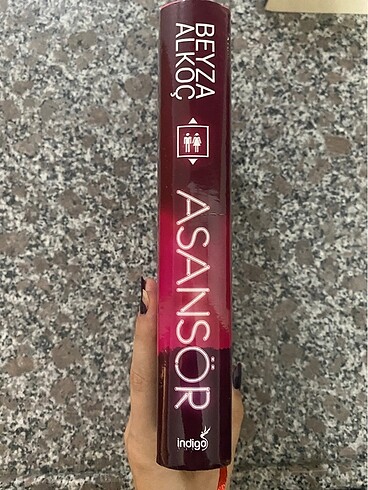 BEYZA
ALKOÇ
ASANSÖR
indigo